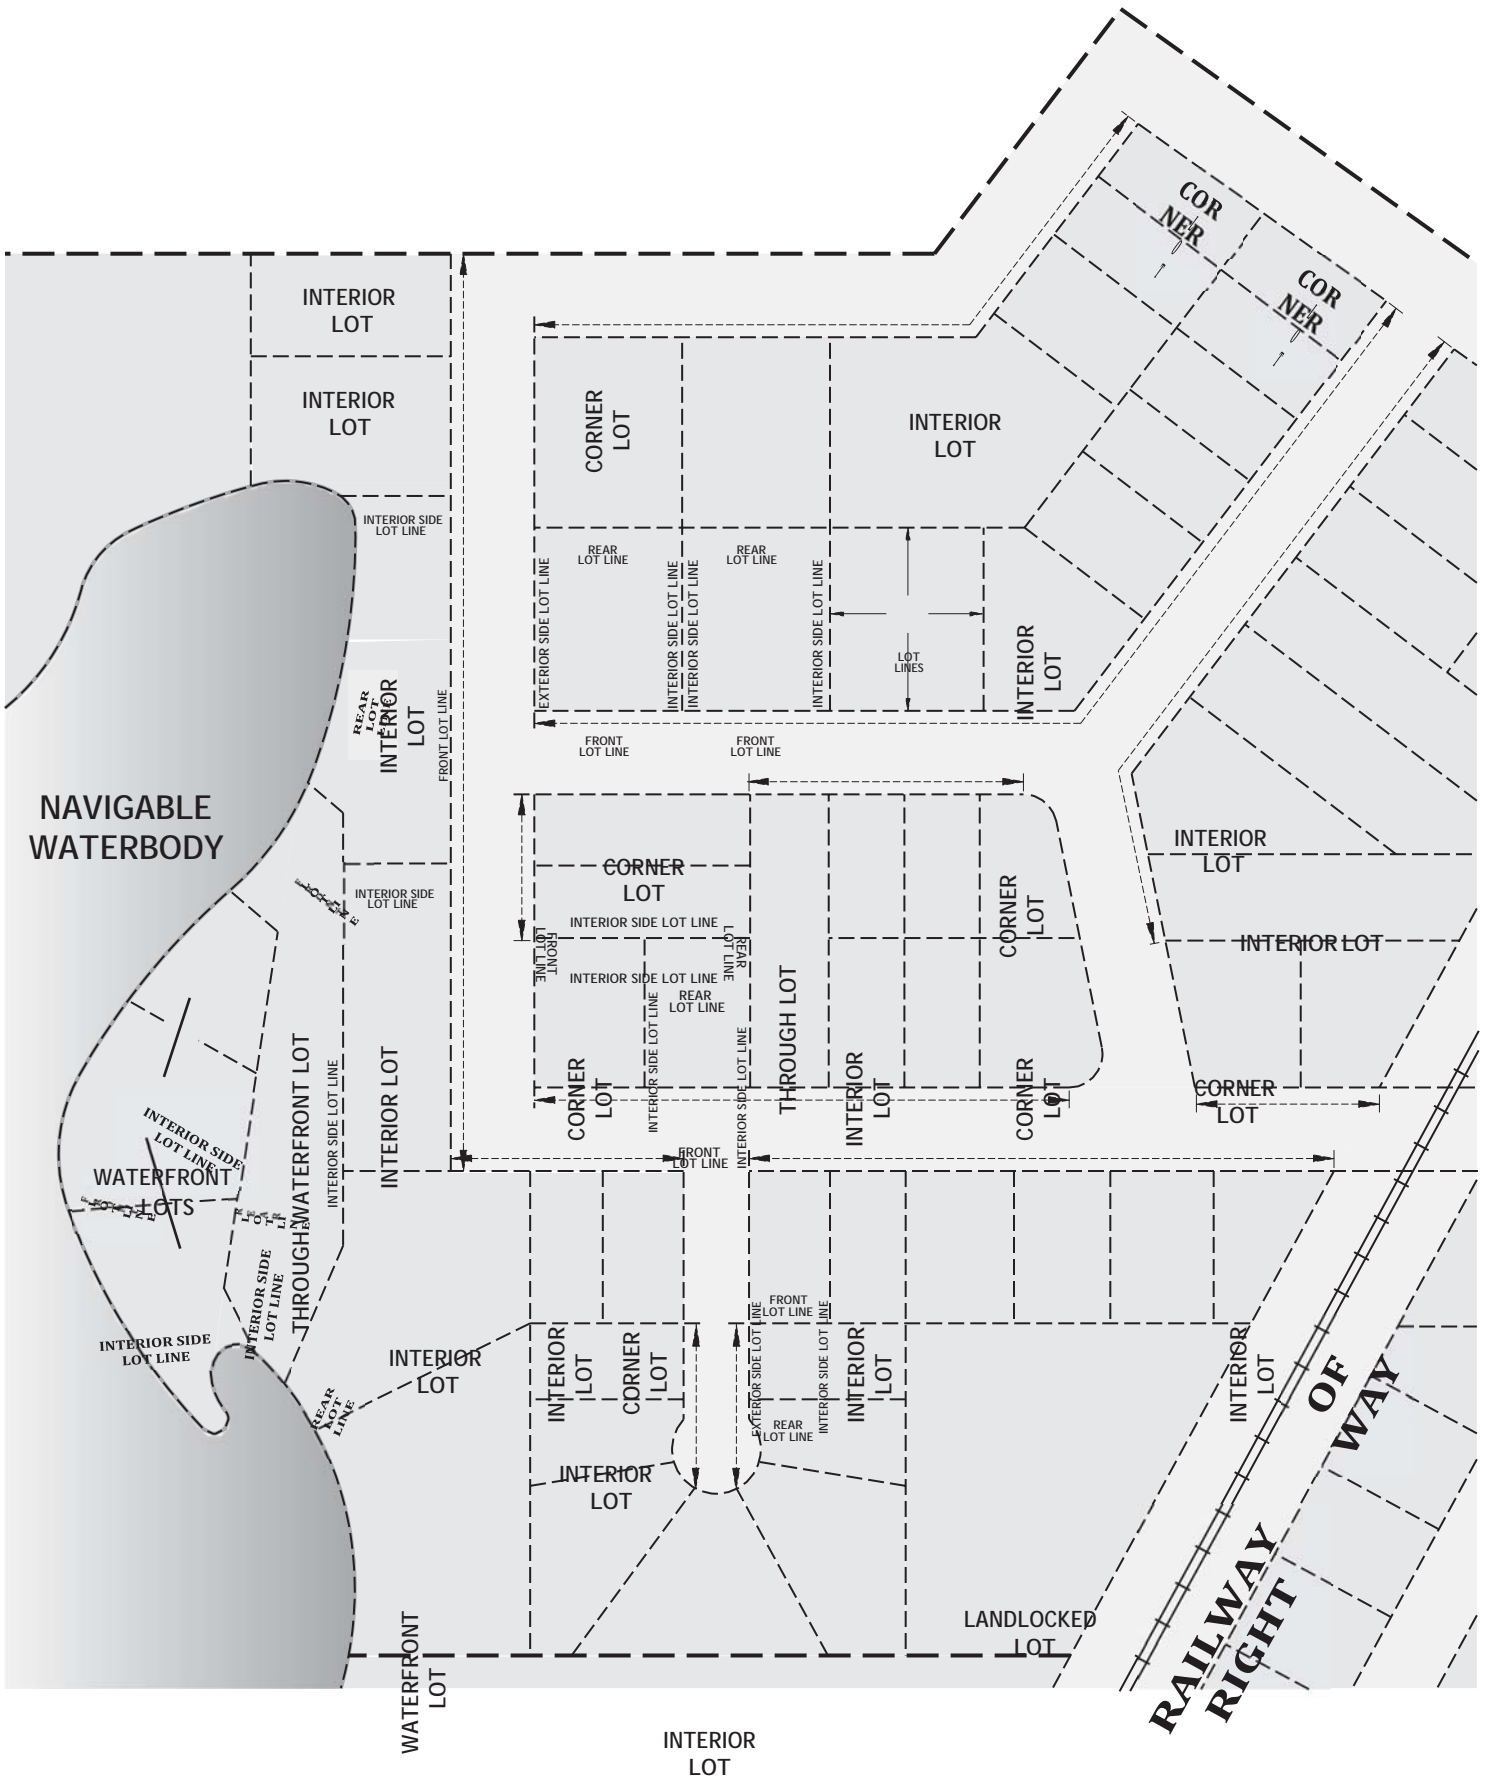 COR
NER
COR
NER
INTERIOR
LOT
INTERIOR
LOT
CORNER
LOT
INTERIOR
LOT
INTERIOR SIDE
LOT LINE
REAR
LOT LINE
REAR
LOT LINE
EXTERIOR SIDE LOT LINE
INTERIOR SIDE LOT LINE
INTERIOR SIDE LOT LINE
INTERIOR SIDE LOT LINE
LOT
LINES
INTERIOR
LOT
REAR
LOT
INTERIOR
LOT
FRONT LOT LINE
FRONT
LOT LINE
FRONT
LOT LINE
NAVIGABLE
WATERBODY
INTERIOR
LOT
CORNER
LOT
INTERIOR SIDE
LOT LINE
CORNER
LOT
INTERIOR SIDE LOT LINE
FRONT
LOT LINE
REAR
LOT LINE
INTERIOR LOT
INTERIOR SIDE LOT LINE
REAR
LOT LINE
INTERIOR SIDE LOT LINE
INTERIOR SIDE LOT LINE
THROUGH LOT
CORNER
LOT
INTERIOR
LOT
CORNER
LOT
CORNER
LOT
THROUGH WATERFRONT LOT
INTERIOR SIDE LOT LINE
INTERIOR LOT
INTERIOR SIDE
LOT LINE
FRONT
LOT LINE
WATERFRONT
LOTS
INTERIOR SIDE
LOT LINE
INTERIOR SIDE
LOT LINE
FRONT
LOT LINE
EXTERIOR SIDE LOT LINE
INTERIOR SIDE LOT LINE
INTERIOR
LOT
INTERIOR
LOT
CORNER
LOT
INTERIOR
LOT
INTERIOR
LOT
REAR
LOT
LINE
REAR
LOT LINE
INTERIOR
LOT
OF
WAY
RAILWAY
RIGHT
LANDLOCKED
LOT
WATERFRONT
LOT
INTERIOR
LOT